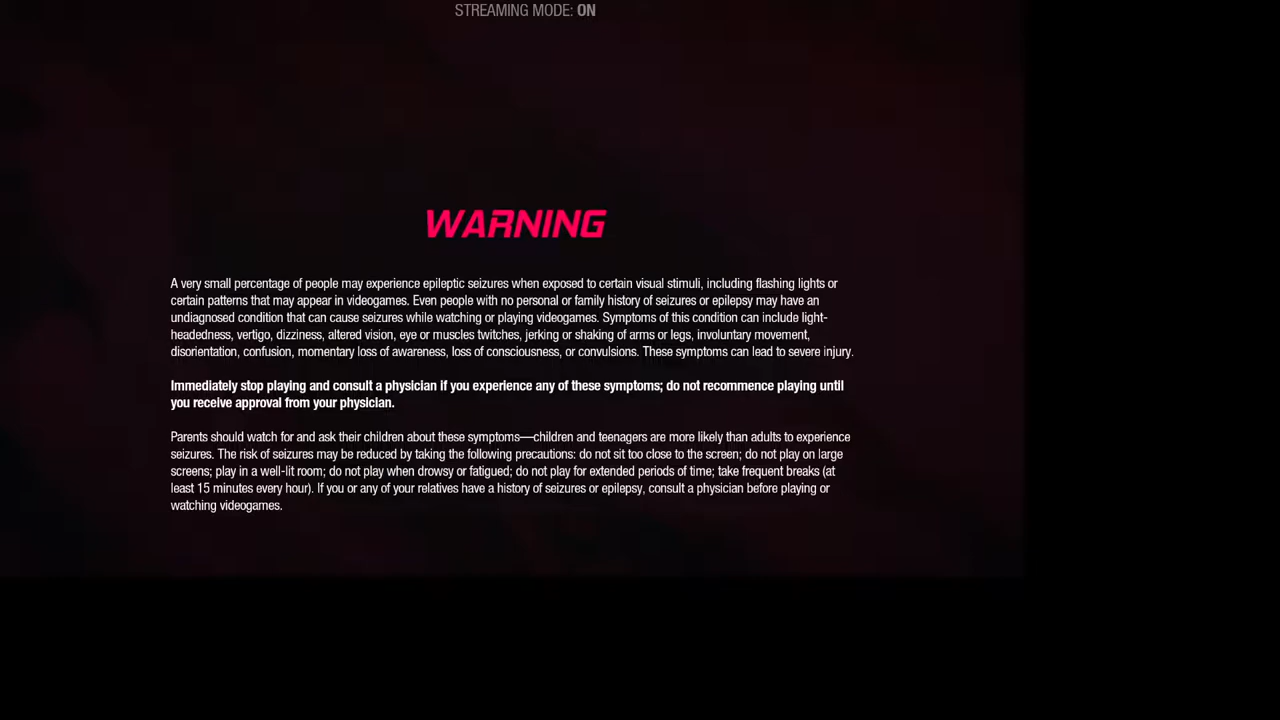 STREAMING MODE: ON
WARNING
A very small percentage of people may experience epileptic seizures when exposed to certain visual stimuli, including flashing lights or
certain patterns that may appear in videogames. Even people with no personal or family history of seizures or epilepsy may have an
undiagnosed condition that can cause seizures while watching or playing videogames. Symptoms of this condition can include light-
headedness, vertigo, dizziness, altered vision, eye or muscles twitches, jerking or shaking of arms or legs, involuntary movement,
disorientation, confusion, momentary loss of awareness, loss of consciousness, or convulsions. These symptoms can lead to severe injury.
Immediately stop playing and consult a physician if you experience any of these symptoms; do not recommence playing until
you receive approval from your physician.
Parents should watch for and ask their children about these symptoms—children and teenagers are more likely than adults to experience
seizures. The risk of seizures may be reduced by taking the following precautions: do not sit too close to the screen; do not play on large
screens; play in a well-lit room; do not play when drowsy or fatigued; do not play for extended periods of time; take frequent breaks (at
least 15 minutes every hour). If you or any of your relatives have a history of seizures or epilepsy, consult a physician before playing or
watching videogames.